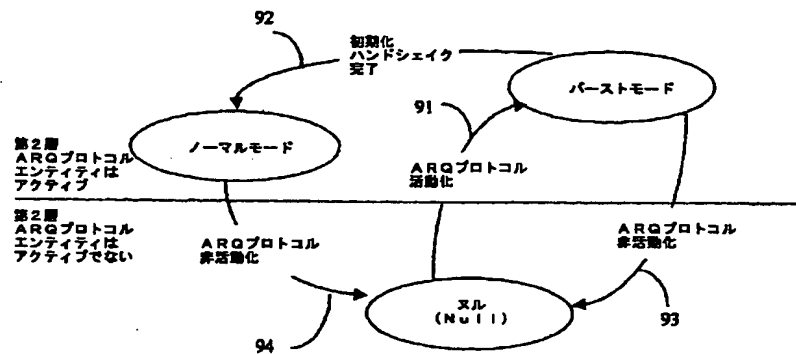 92
初期化
ハンドシェイク
完了
バーストモード
91
ノーマルモード
第2層
ARQプロトコル
エンティティは
アクティブ
ARQプロトコル
活動化
第2層
ARQプロトコル
エンティティは
アクティブでない
ARQプロトコル
非活動化
ARQプロトコル
非活動化
ヌル
(Null)
93
94